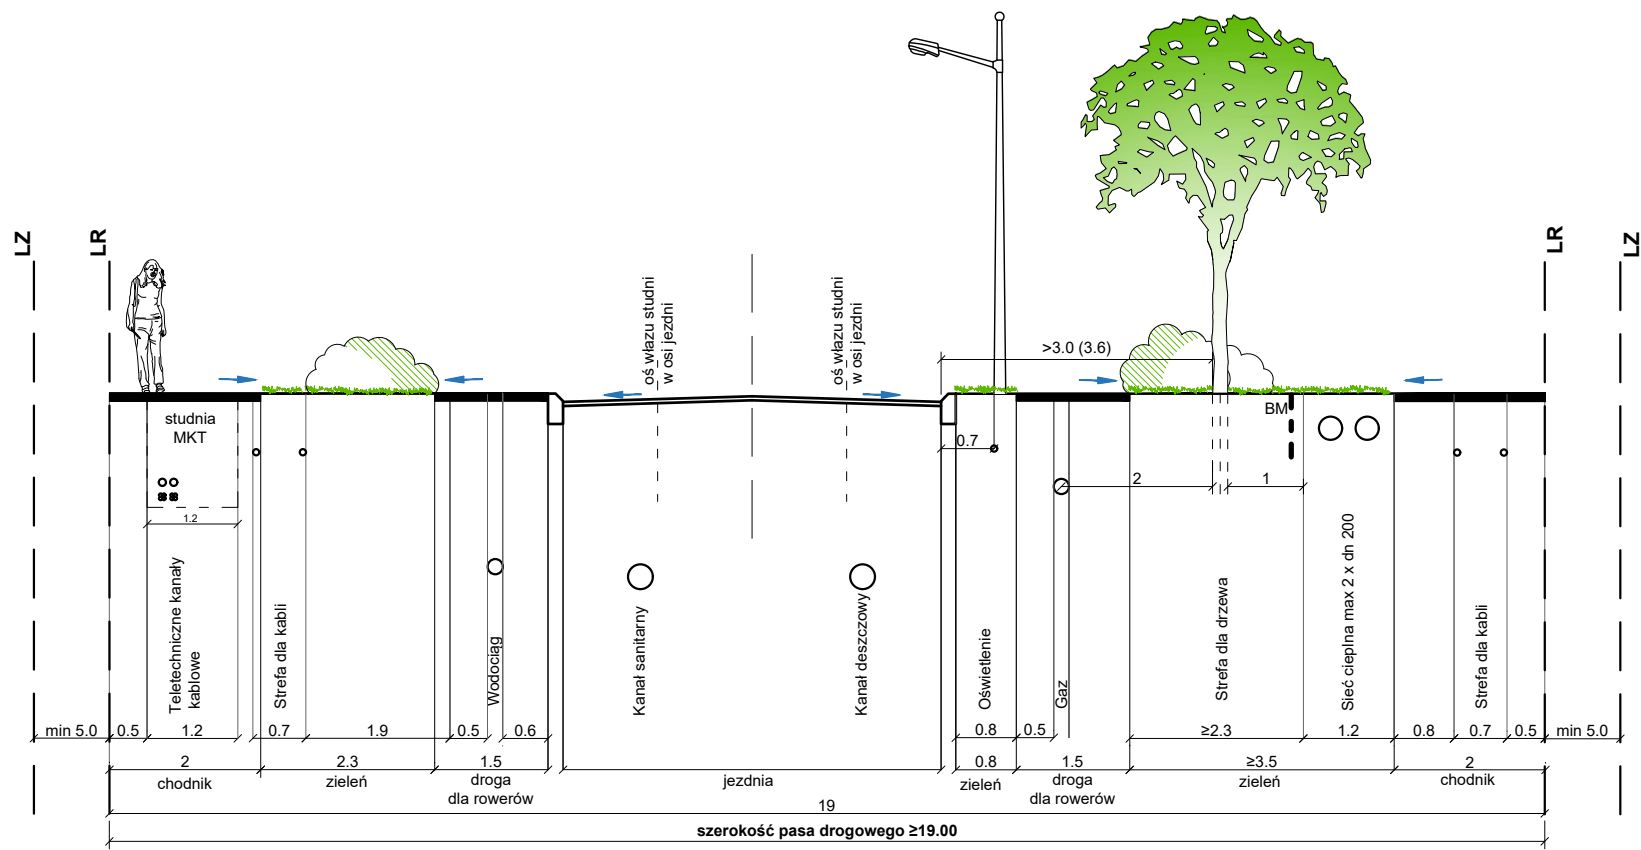 LZ
LR
LR
LZ
oś włazu studni
w osi jezdni
oś włazu studni
w osi jezdni
>3.0 (3.6)
studnia
MKT
BM
0.7
2
1
1.2
Teletechniczne kanały
kablowe
Strefa dla kabli
Wodociąg
Kanał sanitarny
Kanał deszczowy
Oświetlenie
Gaz
Strefa dla drzewa
Sieć cieplna max 2 x dn 200
Strefa dla kabli
min 5.0
0.5
1.2
0.7
1.9
0.5
0.6
0.8
0.5
≥2.3
1.2
0.8
0.7
0.5
min 5.0
2
2.3
1.5
0.8
1.5
≥3.5
2
chodnik
zieleń
droga
dla rowerów
jezdnia
zieleń
droga
dla rowerów
zieleń
chodnik
19
szerokość pasa drogowego ≥19.00